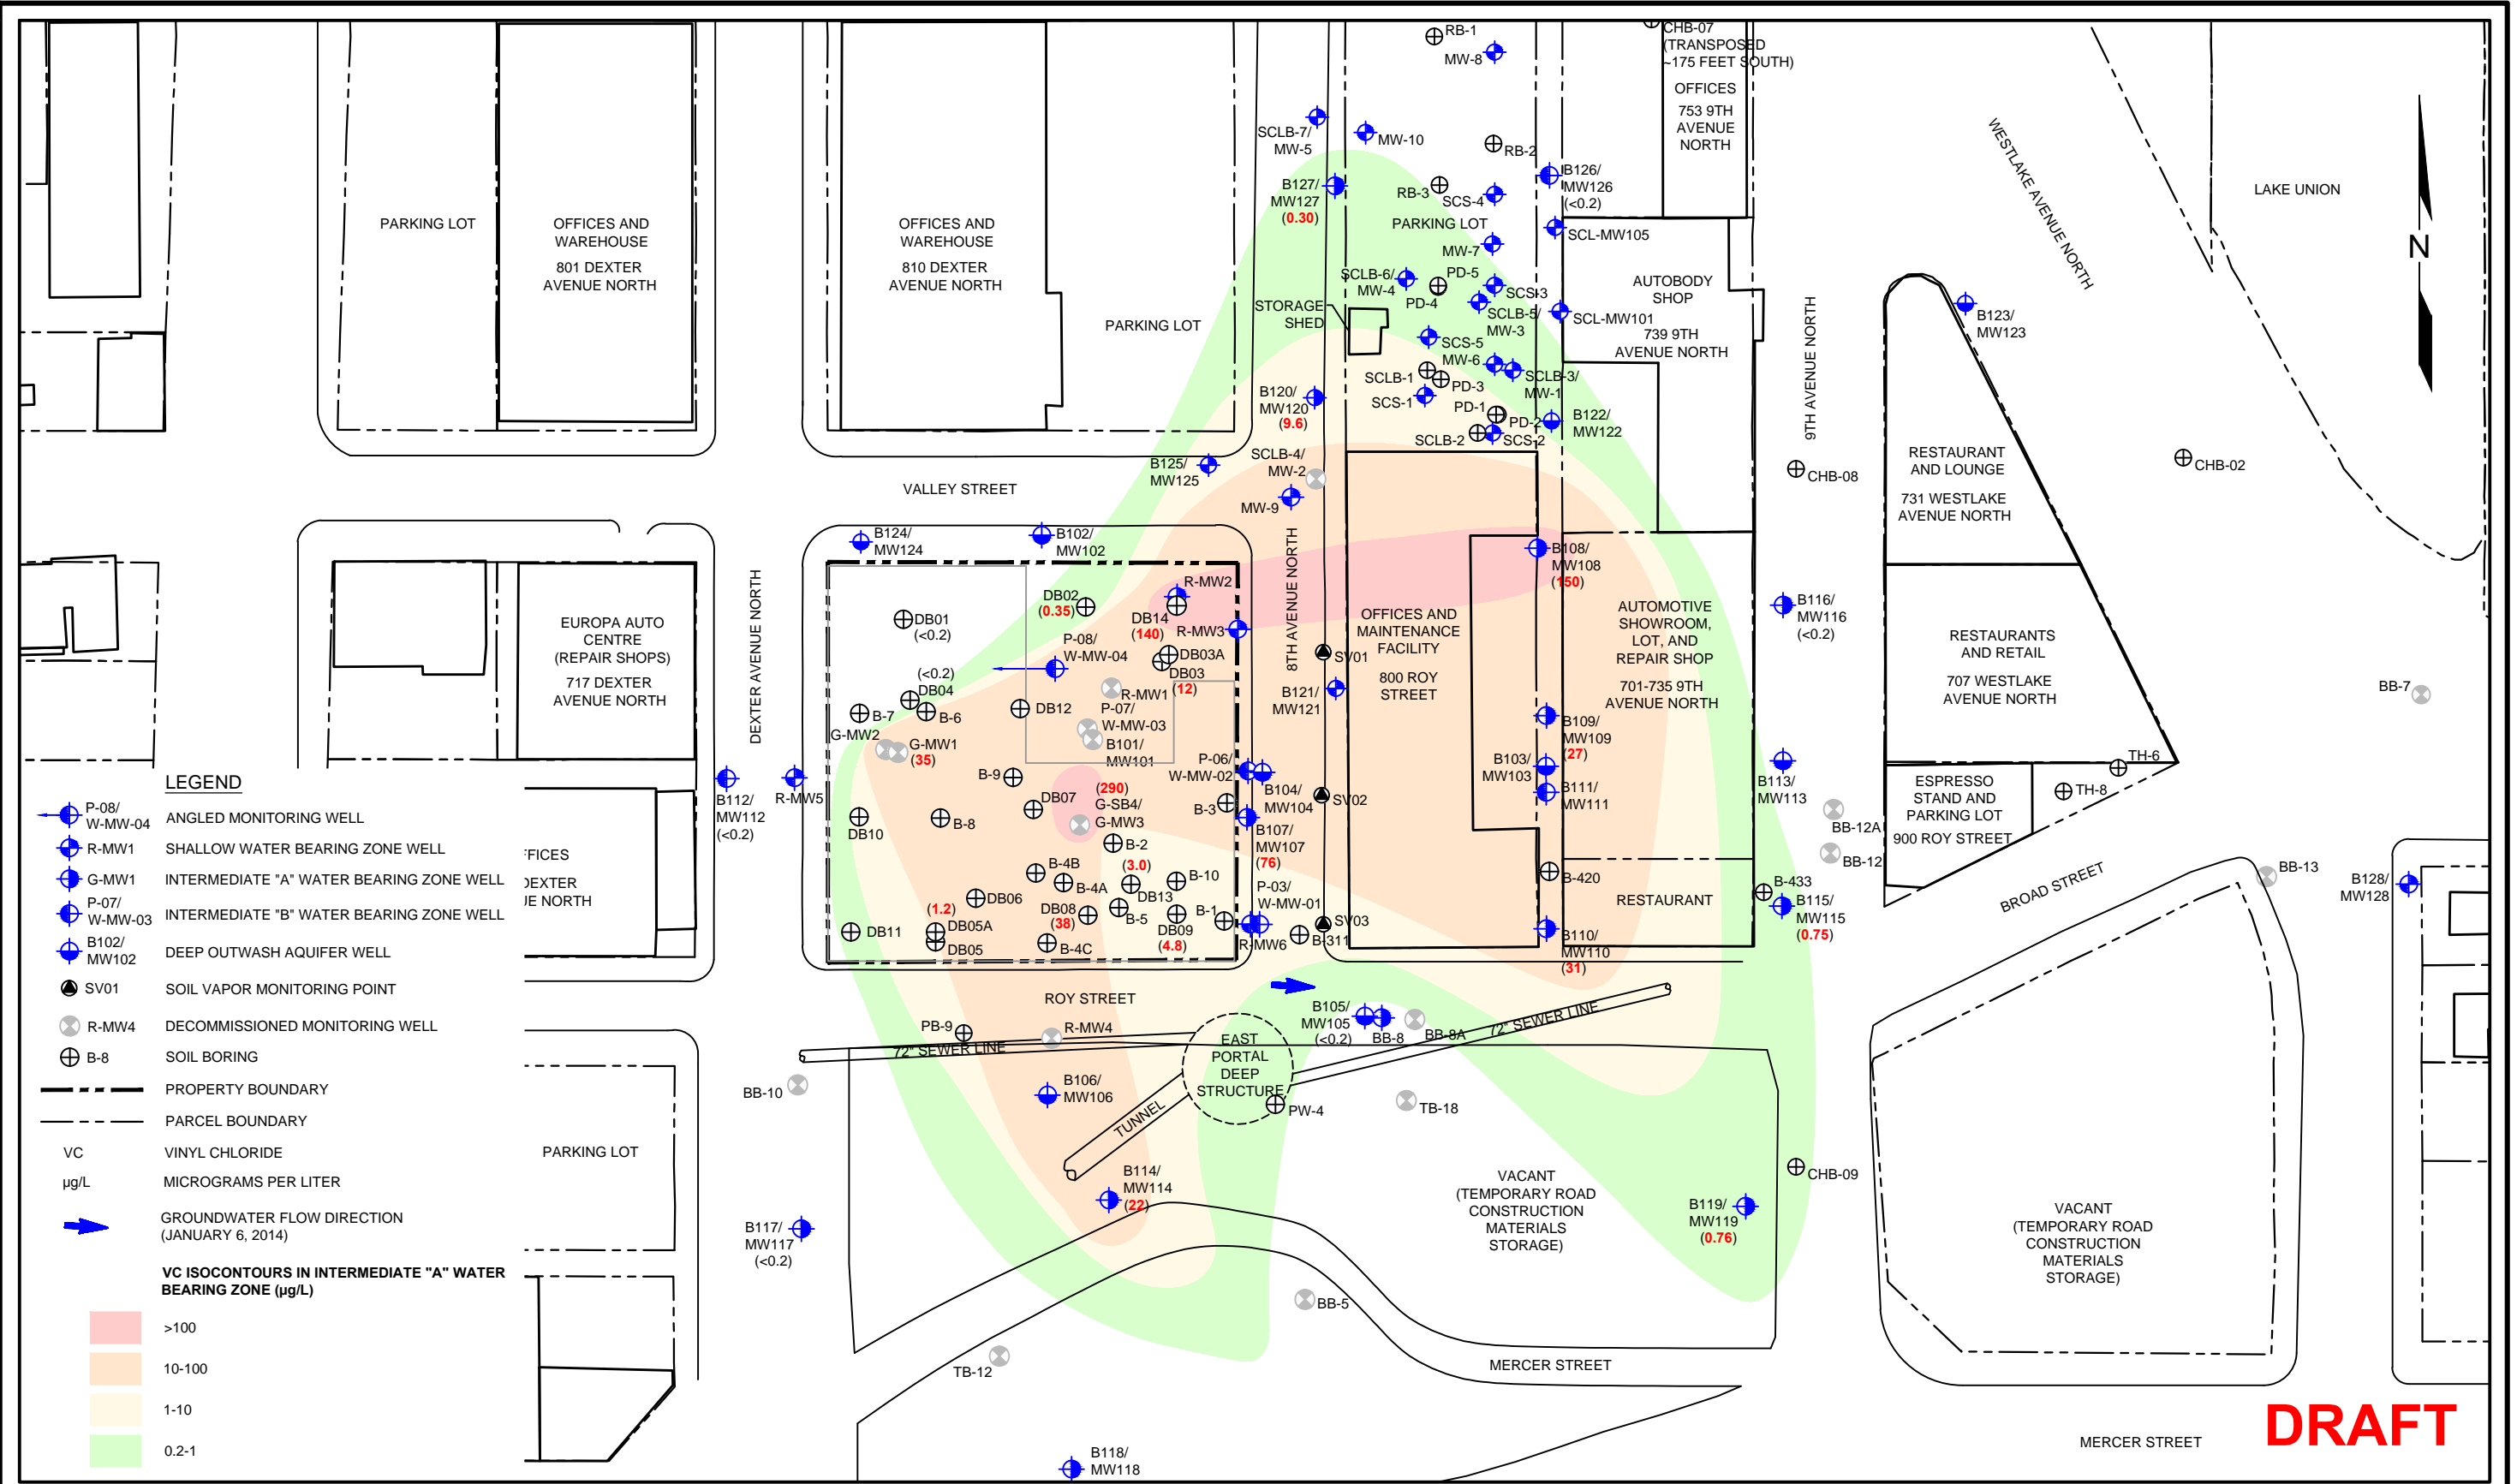 RB-1
MW-8
CHB-07
(TRANSPOSED
~175 FEET SOUTH)
OFFICES
753 9TH
AVENUE
NORTH
SCLB-7/
MW-5
MW-10
RB-2
B127/
MW127
(0.30)
RB-3
SCS-4
B126/
MW126
(<0.2)
PARKING LOT
MW-7
SCL-MW105
WESTLAKE AVENUE NORTH
LAKE UNION
N
PARKING LOT
OFFICES AND
WAREHOUSE
801 DEXTER
AVENUE NORTH
OFFICES AND
WAREHOUSE
810 DEXTER
AVENUE NORTH
PARKING LOT
SCLB-6/
MW-4
PD-5
PD-4
SCS-3
SCLB-5/
MW-3
STORAGE
SHED
SCL-MW101
AUTOBODY
SHOP
739 9TH
AVENUE NORTH
9TH AVENUE NORTH
B123/
MW123
SCS-5
MW-6
SCLB-1
PD-3
SCLB-3/
MW-1
SCS-1
PD-1
PD-2
SCLB-2
SCS-2
B120/
MW120
(9.6)
B122/
MW122
SCLB-4/
MW-2
B125/
MW125
MW-9
CHB-08
CHB-02
RESTAURANT
AND LOUNGE
731 WESTLAKE
AVENUE NORTH
VALLEY STREET
B124/
MW124
B102/
MW102
8TH AVENUE NORTH
B108/
MW108
(150)
DEXTER AVENUE NORTH
EUROPA AUTO
CENTRE
(REPAIR SHOPS)
717 DEXTER
AVENUE NORTH
DB01
(<0.2)
DB02
(0.35)
R-MW2
DB14
(140)
R-MW3
P-08/
W-MW-04
DB03A
DB03
(12)
(<0.2)
DB04
B-7
B-6
DB12
R-MW1
P-07/
W-MW-03
B101/
MW101
G-MW2
G-MW1
(35)
SV01
OFFICES AND
MAINTENANCE
FACILITY
800 ROY
STREET
AUTOMOTIVE
SHOWROOM,
LOT, AND
REPAIR SHOP
701-735 9TH
AVENUE NORTH
B116/
MW116
(<0.2)
RESTAURANTS
AND RETAIL
707 WESTLAKE
AVENUE NORTH
BB-7
B121/
MW121
B109/
MW109
(27)
B103/
MW103
B111/
MW111
B113/
MW113
TH-6
TH-8
ESPRESSO
STAND AND
PARKING LOT
900 ROY STREET
BB-12A
BB-12
B112/
MW112
(<0.2)
R-MW5
B-9
P-06/
W-MW-02
B104/
MW104
SV02
(290)
G-SB4/
G-MW3
DB07
B-3
B107/
MW107
(76)
DB10
B-8
B-2
(3.0)
B-4B
B-4A
DB13
B-10
DB06
P-03/
W-MW-01
(1.2)
DB05A
DB05
DB08
(38)
B-5
DB09
(4.8)
B-1
DB11
B-4C
R-MW6
B-311
SV03
B-420
RESTAURANT
B110/
MW110
(31)
B-433
B115/
MW115
(0.75)
BROAD STREET
BB-13
B128/
MW128
FFICES
DEXTER
UE NORTH
ROY STREET
PB-9
R-MW4
72" SEWER LINE
EAST
PORTAL
DEEP
STRUCTURE
B105/
MW105
(<0.2)
BB-8
BB-8A
72" SEWER LINE
BB-10
B106/
MW106
TUNNEL
PW-4
TB-18
PARKING LOT
B114/
MW114
(22)
B117/
MW117
(<0.2)
VACANT
(TEMPORARY ROAD
CONSTRUCTION
MATERIALS
STORAGE)
CHB-09
B119/
MW119
(0.76)
VACANT
(TEMPORARY ROAD
CONSTRUCTION
MATERIALS
STORAGE)
BB-5
TB-12
MERCER STREET
MERCER STREET
B118/
MW118
DRAFT
LEGEND
P-08/
W-MW-04
ANGLED MONITORING WELL
R-MW1 SHALLOW WATER BEARING ZONE WELL
G-MW1 INTERMEDIATE "A" WATER BEARING ZONE WELL
P-07/
W-MW-03
INTERMEDIATE "B" WATER BEARING ZONE WELL
B102/
MW102
DEEP OUTWASH AQUIFER WELL
SV01 SOIL VAPOR MONITORING POINT
R-MW4 DECOMMISSIONED MONITORING WELL
B-8 SOIL BORING
PROPERTY BOUNDARY
PARCEL BOUNDARY
VC VINYL CHLORIDE
µg/L MICROGRAMS PER LITER
GROUNDWATER FLOW DIRECTION
(JANUARY 6, 2014)
VC ISOCONTOURS IN INTERMEDIATE "A" WATER
BEARING ZONE (µg/L)
>100
10-100
1-10
0.2-1